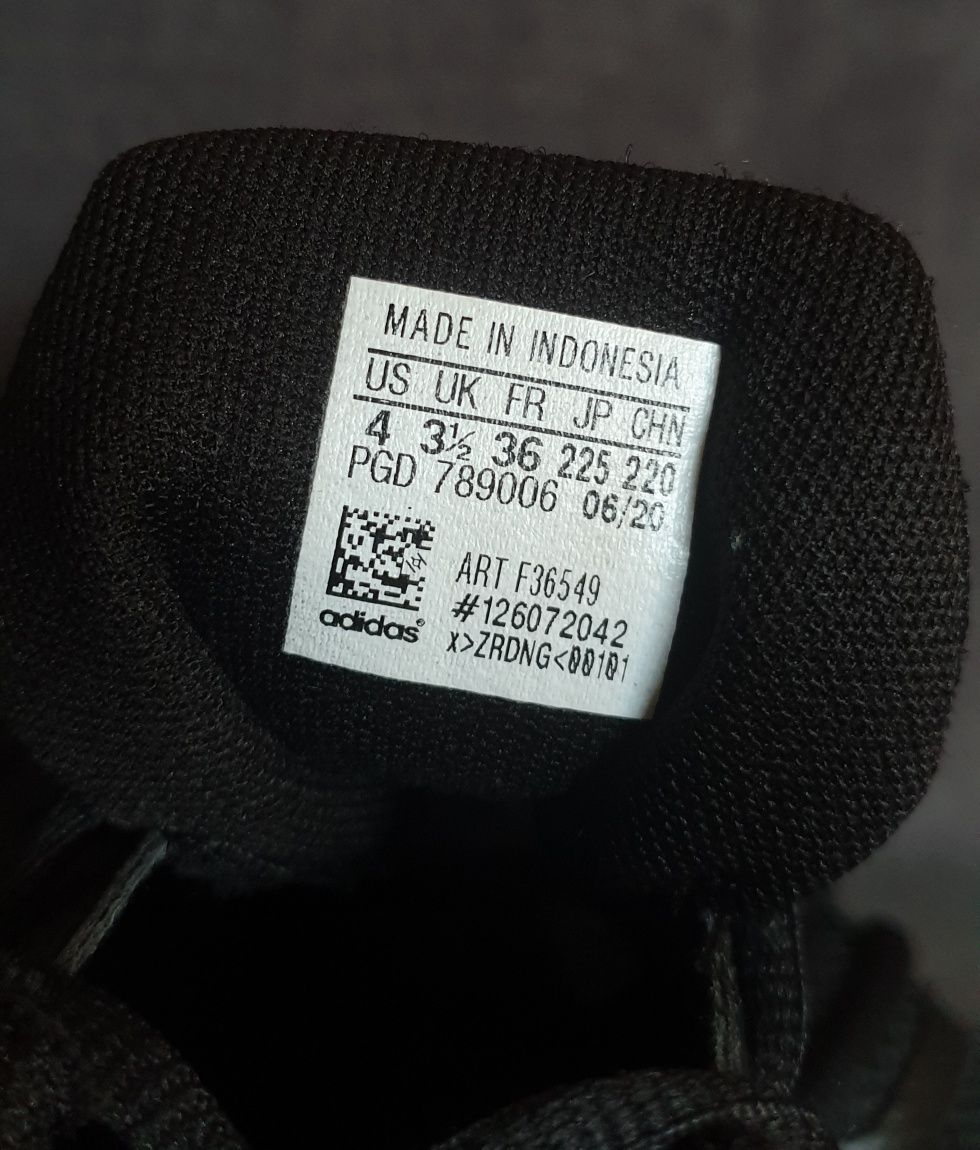 MADE IN INDONESIA
US UK FR JP CHN
4 3½ 36 225 220
PGD 789006 06/20
ART F36549
#126072042
adidas®
X>ZRDNG<00101